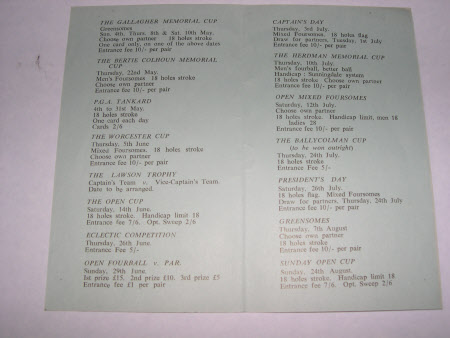 THE GALLAGHER MEMORIAL CUP
Greensomes
Sun. 4th, Thurs. 8th & Sat. 10th May.
Choose own partner 18 holes stroke
One card only, on one of the above dates
Entrance fee 10/- per pair
THE BERTIE COLHOUN MEMORIAL
CUP
Thursday, 22nd May.
Men's Foursomes 18 holes stroke
Choose own partner
Entrance fee 10/- per pair
P.G.A. TANKARD
4th to 31st May.
18 holes stroke
One card each day
Cards 2/6
THE WORCESTER CUP
Thursday, 5th June
Mixed Foursomes. 18 holes stroke
Choose own partner
Entrance fee 10/- per pair
THE LAWSON TROPHY
Captain's Team v. Vice-Captain's Team.
Date to be arranged.
THE OPEN CUP
Saturday, 14th June.
18 holes stroke. Handicap limit 18
Entrance fee 7/6. Opt. Sweep 2/6
ECLECTIC COMPETITION
Thursday, 26th June.
Entrance Fee 5/-
OPEN FOURBALL v. PAR.
Sunday, 29th June.
1st prize £15. 2nd prize £10. 3rd prize £5
Entrance fee £1 per pair
CAPTAIN'S DAY
Thursday, 3rd July.
Mixed Foursomes. 18 holes flag
Draw for partners, Tuesday, 1st July
Entrance fee 10/- per pair
THE HERDMAN MEMORIAL CUP
Thursday, 10th July.
Men's fourball, better ball
Handicap : Sunningdale system
18 holes stroke Choose own partner
Entrance fee 10/- per pair
OPEN MIXED FOURSOMES
Saturday, 12th July.
Choose own partner
18 holes stroke. Handicap limit, men 18
ladies 28
Entrance fee 10/- per pair
THE BALLYCOLMAN CUP
(to be won outright)
Thursday, 24th July.
18 holes stroke
Entrance Fee 5/-
PRESIDENT'S DAY
Saturday, 26th July.
18 holes flag. Mixed Foursomes
Draw for partners, Thursday, 24th July
Entrance fee 10/- per pair
GREENSOMES
Thursday, 7th August
Choose own partner
18 holes stroke
Entrance fee 10/- per pair
SUNDAY OPEN CUP
Sunday, 24th August.
18 holes stroke. Handicap limit 18
Entrance fee 7/6. Opt. Sweep 2/6